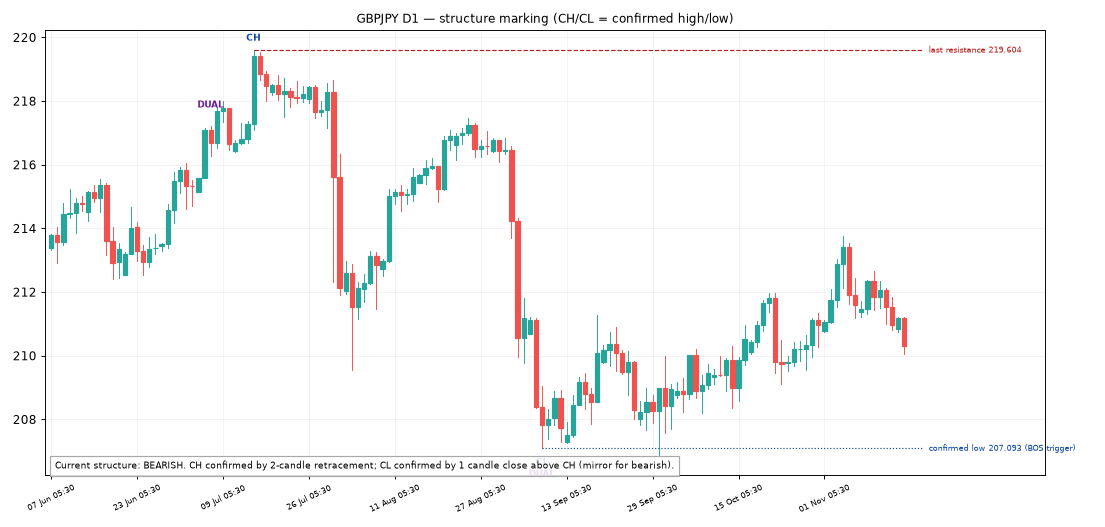 GBPJPY D1 — structure marking (CH/CL = confirmed high/low)
220
CH
last resistance 219.604
218
DUAL
216
214
212
210
208
confirmed low 207.093 (BOS trigger)
Current structure: BEARISH. CH confirmed by 2-candle retracement; CL confirmed by 1 candle close above CH (mirror for bearish).
07 Jun 05:30
23 Jun 05:30
09 Jul 05:30
26 Jul 05:30
11 Aug 05:30
27 Aug 05:30
13 Sep 05:30
29 Sep 05:30
15 Oct 05:30
01 Nov 05:30